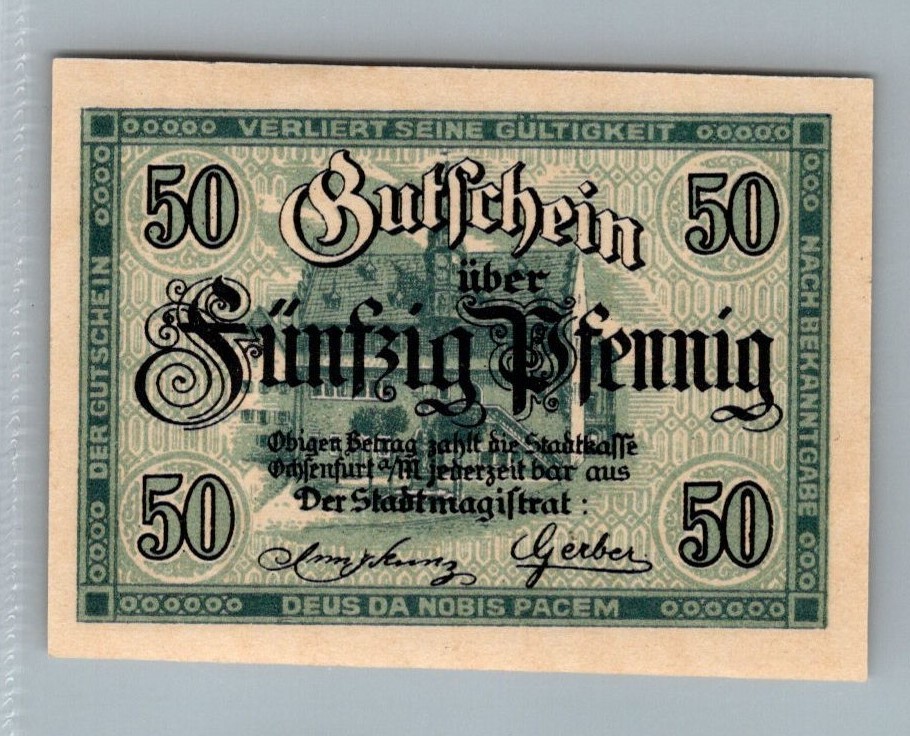 VERLIERT SEINE GÜLTIGKEIT
50
50
Gutschein
über
Fünfzig Pfennig
DER GUTSCHEIN
NACH BEKANNTGABE
Obigen Betrag zahlt die Stadtkasse
Ochsenfurt a/M jederzeit bar aus
Der Stadtmagistrat:
50
50
Gerber
DEUS DA NOBIS PACEM